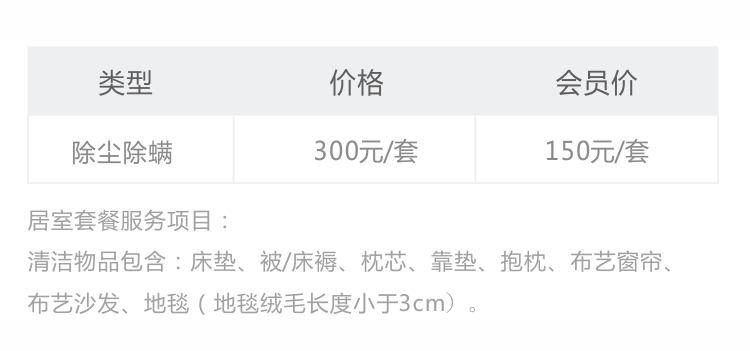 类型 价格 会员价
除尘除螨 300元/套 150元/套
居室套餐服务项目：
清洁物品包含：床垫、被/床褥、枕芯、靠垫、抱枕、布艺窗帘、
布艺沙发、地毯（地毯绒毛长度小于3cm）。